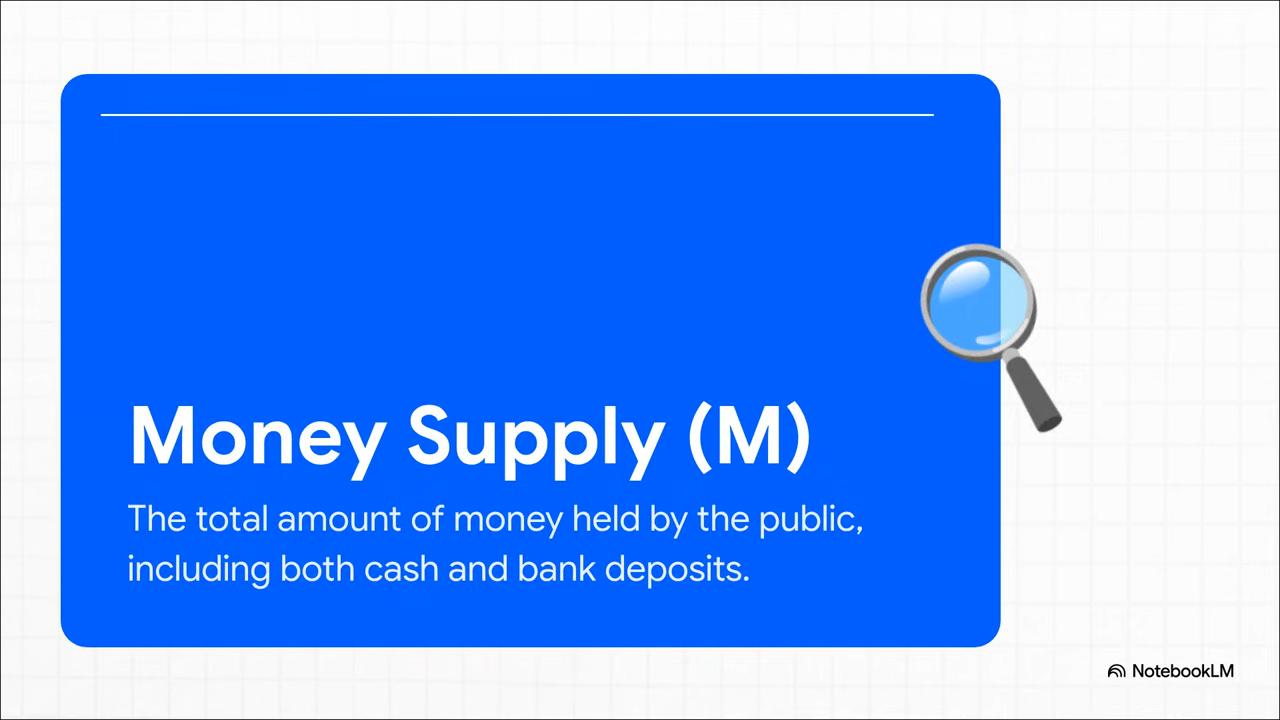 Money Supply (M)
The total amount of money held by the public,
including both cash and bank deposits.
NotebookLM